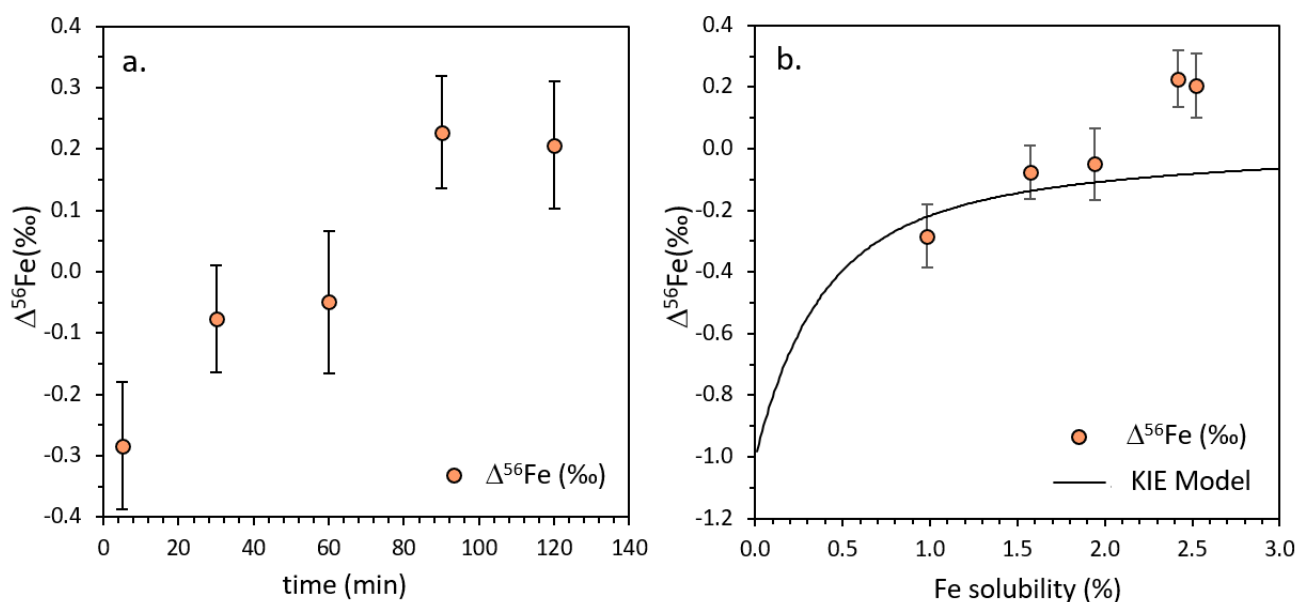 a.
0.4
0.3
0.2
0.1
0.0
-0.1
-0.2
-0.3
-0.4
Δ⁵⁶Fe(‰)
Δ⁵⁶Fe (‰)
0 20 40 60 80 100 120 140
time (min)
b.
0.4
0.2
0.0
-0.2
-0.4
-0.6
-0.8
-1.0
-1.2
Δ⁵⁶Fe(‰)
Δ⁵⁶Fe (‰)
KIE Model
0.0 0.5 1.0 1.5 2.0 2.5 3.0
Fe solubility (%)